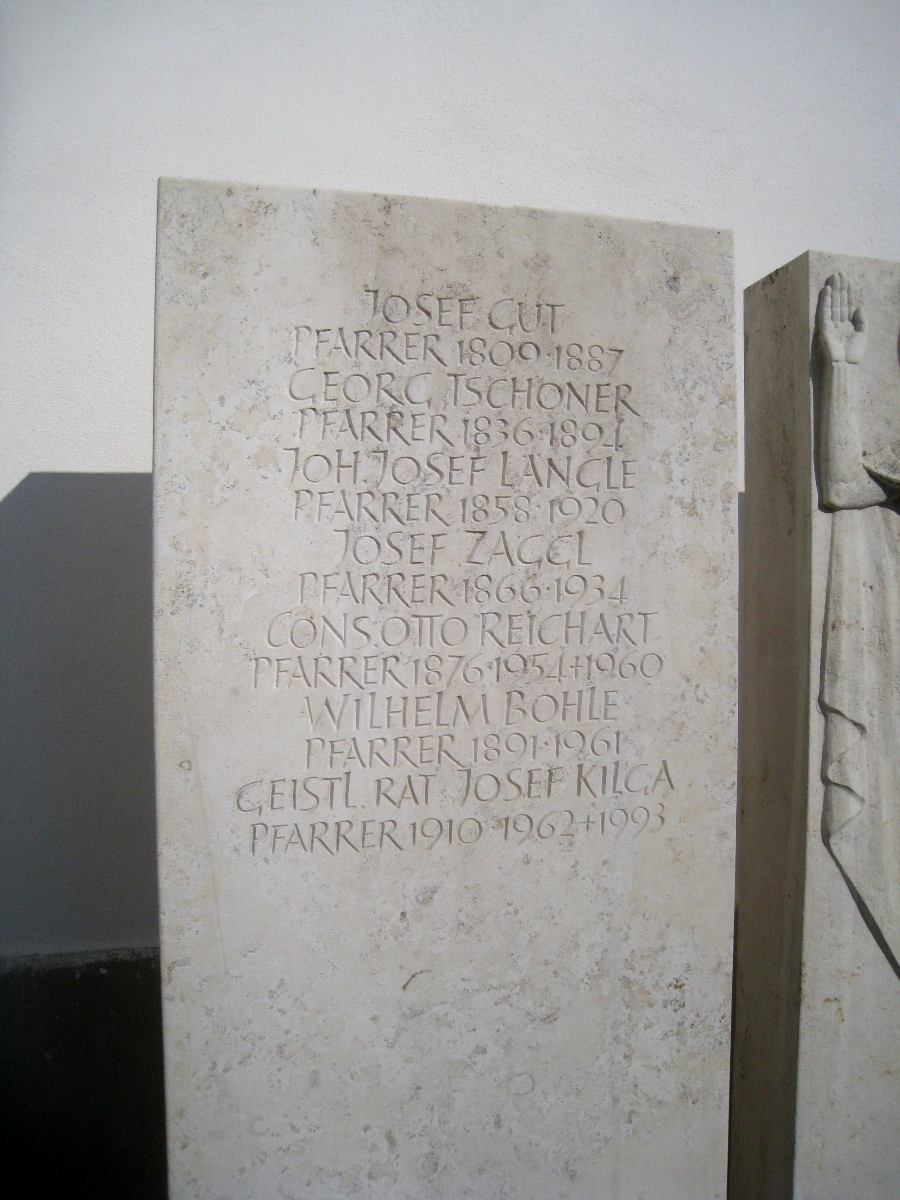 JOSEF GUT
PFARRER 1809·1887
GEORG TSCHONER
PFARRER 1836·1894
JOH. JOSEF LANGLE
PFARRER 1858·1920
JOSEF ZAGGL
PFARRER 1866·1934
CONS. OTTO REICHART
PFARRER 1876·1954+1960
WILHELM BOHLE
PFARRER 1891·1961
GEISTL. RAT JOSEF KILGA
PFARRER 1910·1962+1993